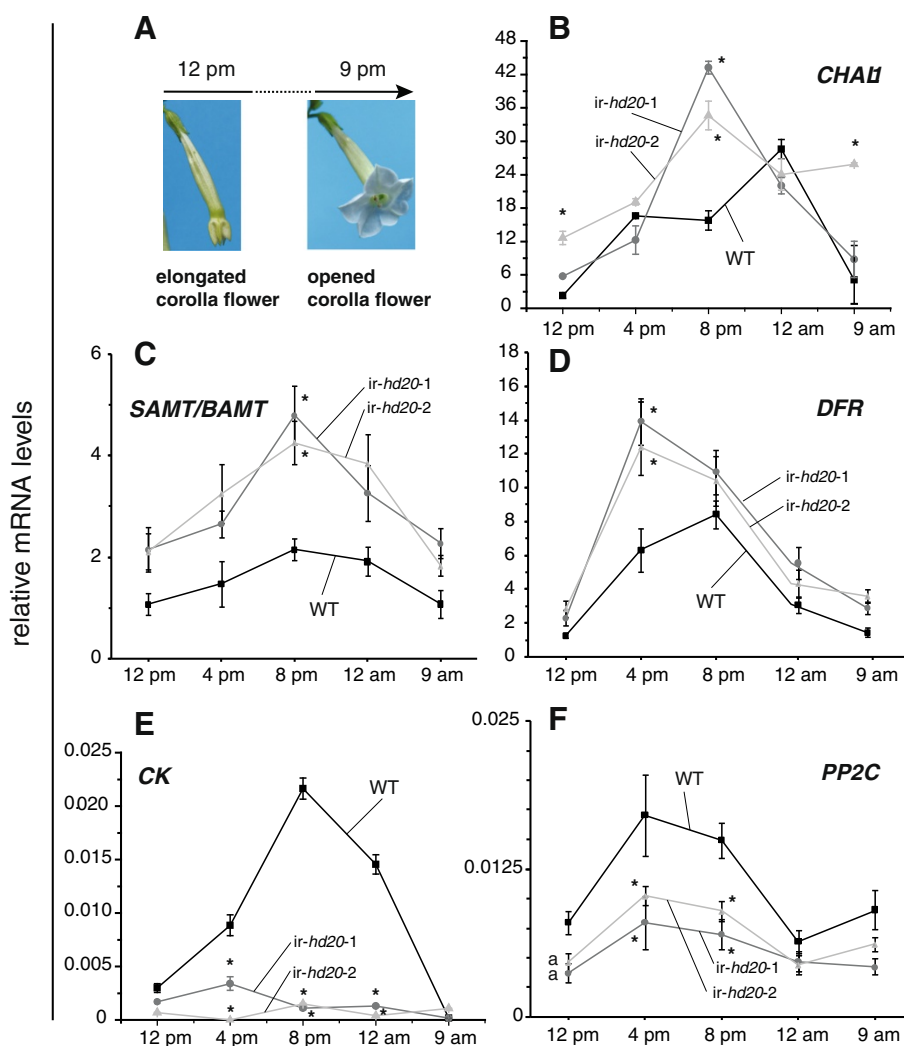 relative mRNA levels
A
12 pm
9 pm
elongated
corolla flower
opened
corolla flower
B
CHAL1
48
42
36
30
24
18
12
6
0
ir-hd20-1
ir-hd20-2
WT
*
*
*
*
12 pm 4 pm 8 pm 12 am 9 am
C
SAMT/BAMT
6
4
2
0
ir-hd20-1
ir-hd20-2
WT
*
*
12 pm 4 pm 8 pm 12 am 9 am
D
DFR
18
16
14
12
10
8
6
4
2
0
ir-hd20-1
ir-hd20-2
WT
*
*
12 pm 4 pm 8 pm 12 am 9 am
E
CK
0.025
0.020
0.015
0.010
0.005
0
WT
ir-hd20-1
ir-hd20-2
*
*
*
*
*
*
12 pm 4 pm 8 pm 12 am 9 am
F
PP2C
0.025
0.0125
0
WT
ir-hd20-1
ir-hd20-2
a
a
*
*
*
*
12 pm 4 pm 8 pm 12 am 9 am